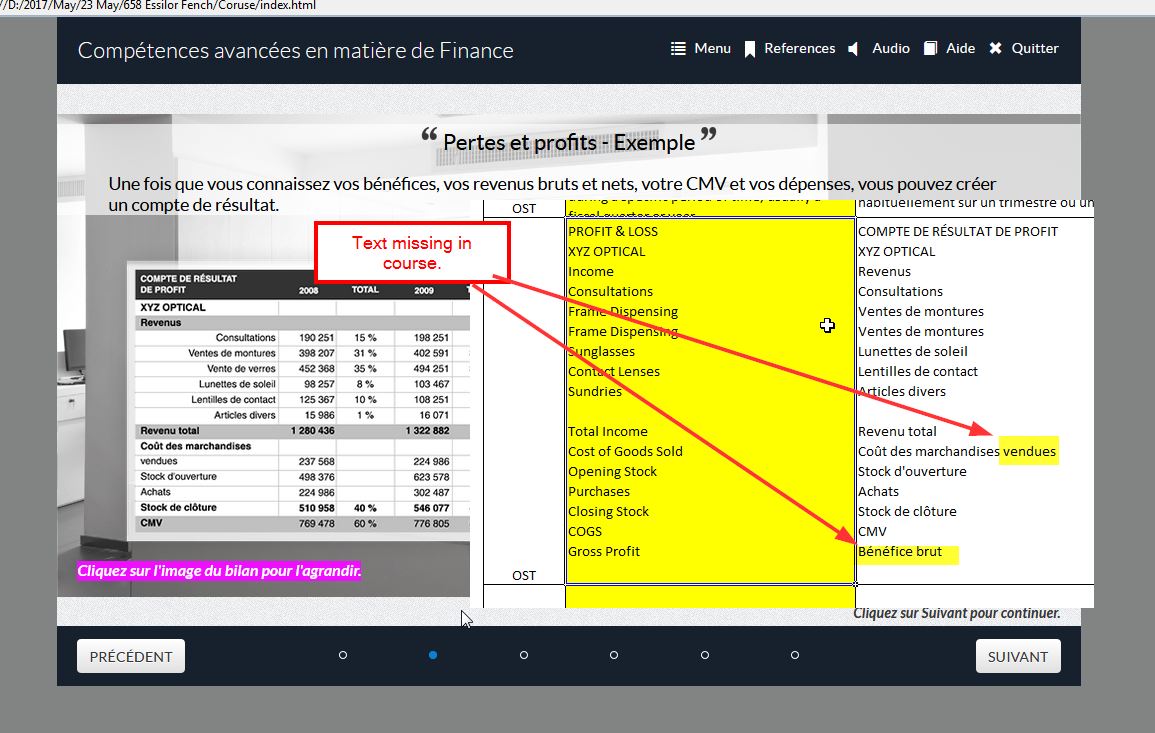 //D:/2017/May/23 May/658 Essilor Fench/Coruse/index.html
Compétences avancées en matière de Finance
Menu References Audio Aide Quitter
“ Pertes et profits - Exemple ”
Une fois que vous connaissez vos bénéfices, vos revenus bruts et nets, votre CMV et vos dépenses, vous pouvez créer
un compte de résultat.
Text missing in
course.
COMPTE DE RÉSULTAT
DE PROFIT 2008 TOTAL 2009
XYZ OPTICAL
Revenus
Consultations 190 251 15 % 198 251
Ventes de montures 398 207 31 % 402 591
Vente de verres 452 368 35 % 494 251
Lunettes de soleil 98 257 8 % 103 467
Lentilles de contact 125 367 10 % 108 251
Articles divers 15 986 1 % 16 071
Revenu total 1 280 436 1 322 882
Coût des marchandises
vendues 237 568 224 986
Stock d'ouverture 498 376 623 578
Achats 224 986 302 487
Stock de clôture 510 958 40 % 546 077
CMV 769 478 60 % 776 805
Cliquez sur l'image du bilan pour l'agrandir.
OST habituellement sur un trimestre ou un
PROFIT & LOSS COMPTE DE RÉSULTAT DE PROFIT
XYZ OPTICAL XYZ OPTICAL
Income Revenus
Consultations Consultations
Frame Dispensing Ventes de montures
Frame Dispensing Ventes de montures
Sunglasses Lunettes de soleil
Contact Lenses Lentilles de contact
Sundries Articles divers
Total Income Revenu total
Cost of Goods Sold Coût des marchandises vendues
Opening Stock Stock d'ouverture
Purchases Achats
Closing Stock Stock de clôture
COGS CMV
Gross Profit Bénéfice brut
OST
Cliquez sur Suivant pour continuer.
PRÉCÉDENT SUIVANT